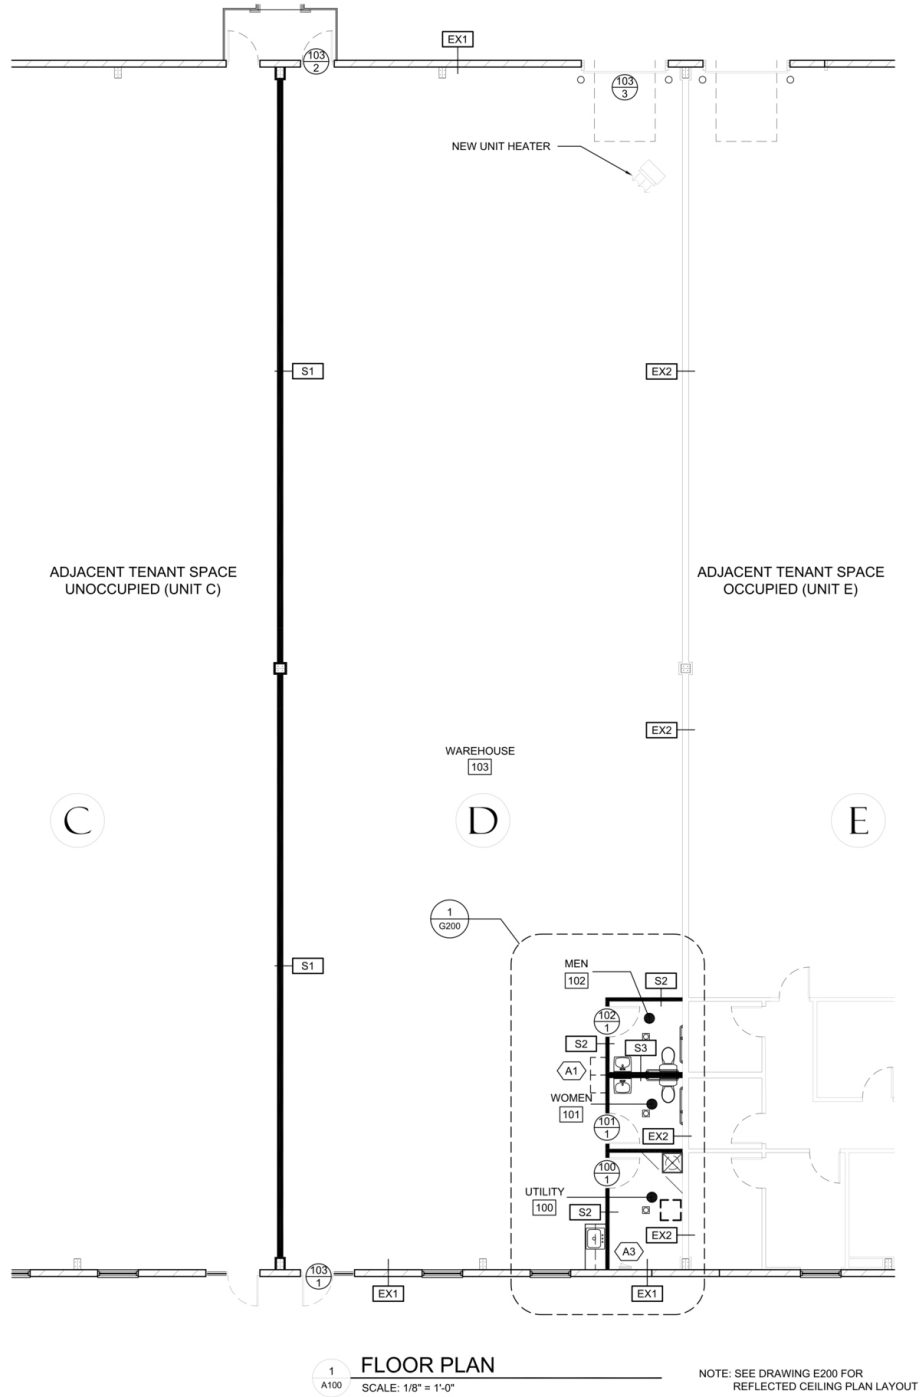 EX1
103
2
103
3
NEW UNIT HEATER
S1
EX2
ADJACENT TENANT SPACE
UNOCCUPIED (UNIT C)
ADJACENT TENANT SPACE
OCCUPIED (UNIT E)
EX2
WAREHOUSE
103
C
D
E
1
G200
S1
MEN
102
S2
102
1
S2
S3
A1
WOMEN
101
101
1
EX2
100
1
UTILITY
100
S2
EX2
A3
103
1
EX1
EX1
1
A100
FLOOR PLAN
SCALE: 1/8" = 1'-0"
NOTE: SEE DRAWING E200 FOR
REFLECTED CEILING PLAN LAYOUT